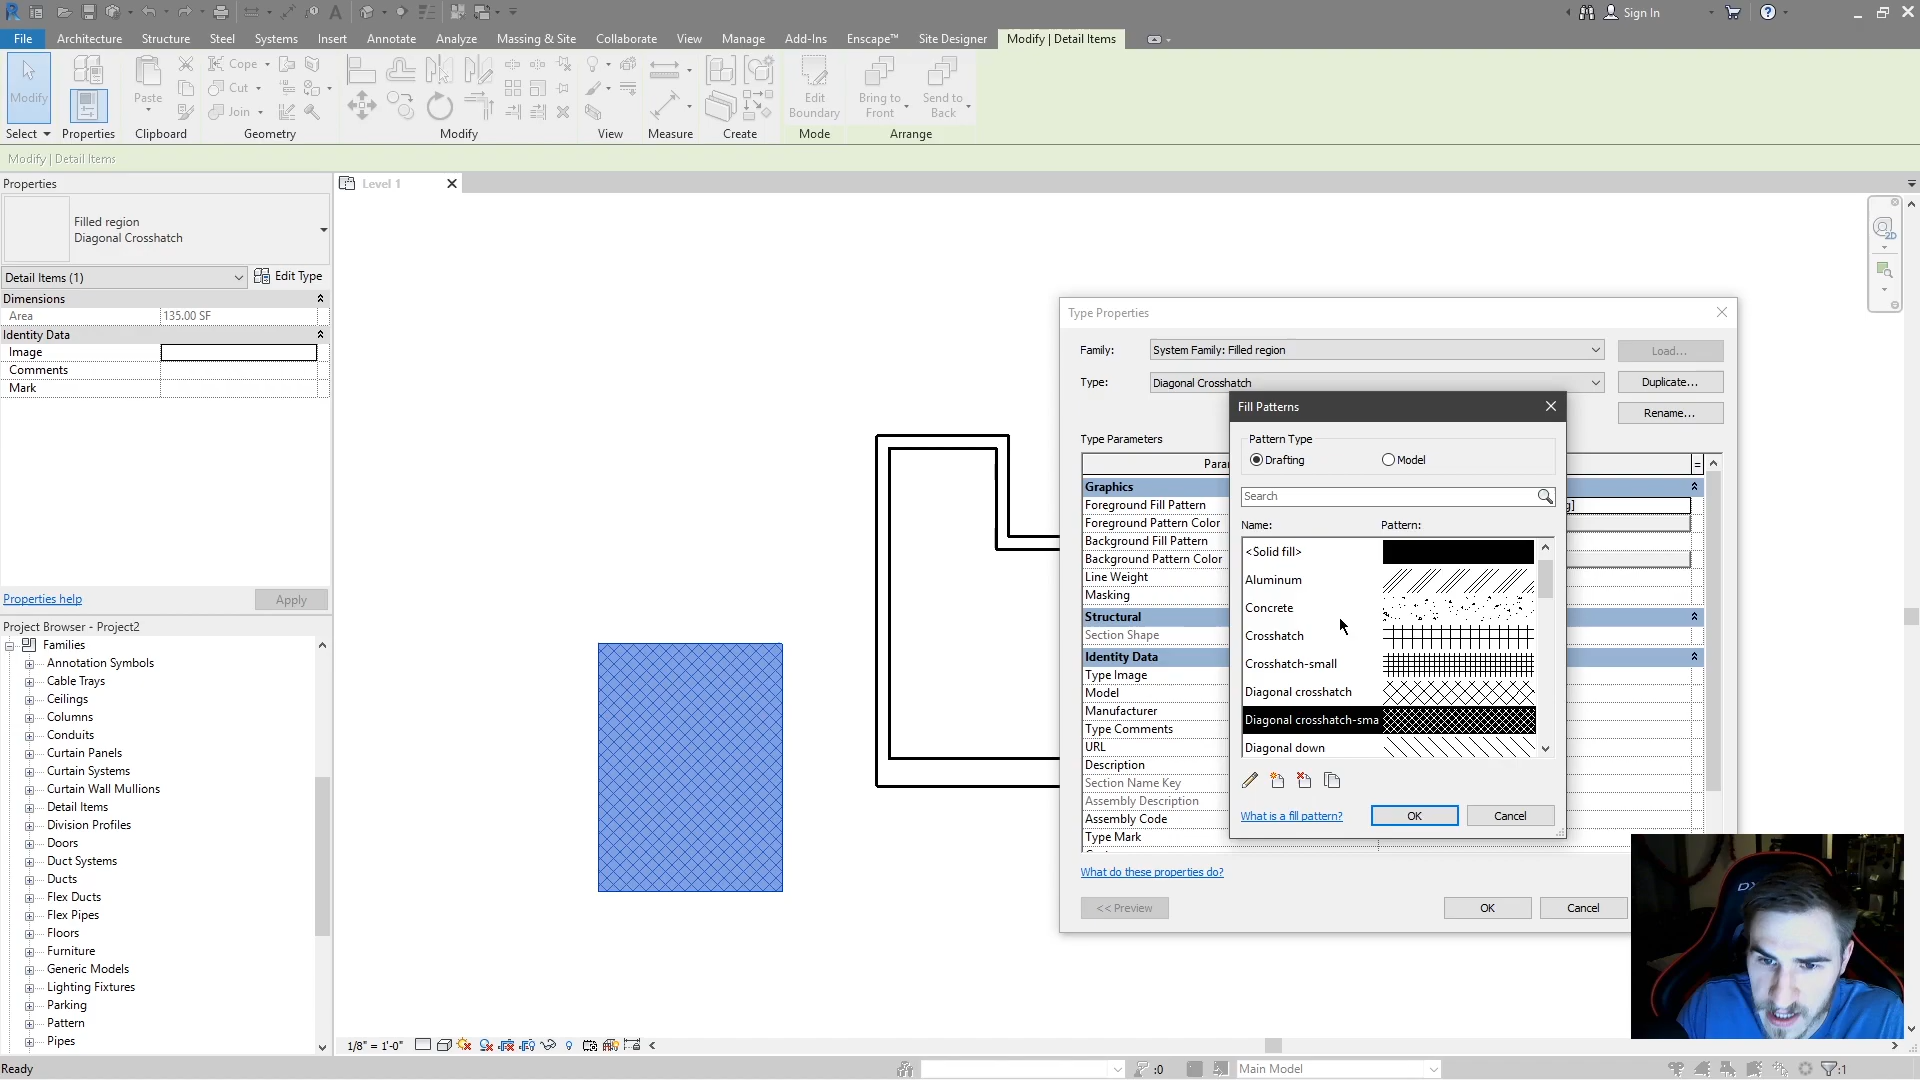 Sign In
File Architecture Structure Steel Systems Insert Annotate Analyze Massing & Site Collaborate View Manage Add-Ins Enscape™ Site Designer Modify | Detail Items
Modify
Paste
Cope
Cut
Join
Edit Boundary
Bring to Front
Send to Back
Select Properties Clipboard Geometry Modify View Measure Create Mode Arrange
Modify | Detail Items
Properties
Filled region
Diagonal Crosshatch
Detail Items (1)
Edit Type
Dimensions
Area 135.00 SF
Identity Data
Image
Comments
Mark
Properties help
Apply
Project Browser - Project2
Families
Annotation Symbols
Cable Trays
Ceilings
Columns
Conduits
Curtain Panels
Curtain Systems
Curtain Wall Mullions
Detail Items
Division Profiles
Doors
Duct Systems
Ducts
Flex Ducts
Flex Pipes
Floors
Furniture
Generic Models
Lighting Fixtures
Parking
Pattern
Pipes
Level 1
2D
Type Properties
Family: System Family: Filled region Load...
Type: Diagonal Crosshatch Duplicate...
Rename...
Type Parameters
Para
=
Graphics
Foreground Fill Pattern
g]
Foreground Pattern Color
Background Fill Pattern
Background Pattern Color
Line Weight
Masking
Structural
Section Shape
Identity Data
Type Image
Model
Manufacturer
Type Comments
URL
Description
Section Name Key
Assembly Description
Assembly Code
Type Mark
What do these properties do?
<< Preview OK Cancel
Fill Patterns
Pattern Type
Drafting Model
Search
Name: Pattern:
<Solid fill>
Aluminum
Concrete
Crosshatch
Crosshatch-small
Diagonal crosshatch
Diagonal crosshatch-sma
Diagonal down
What is a fill pattern? OK Cancel
1/8" = 1'-0"
Ready
:0
Main Model
:1